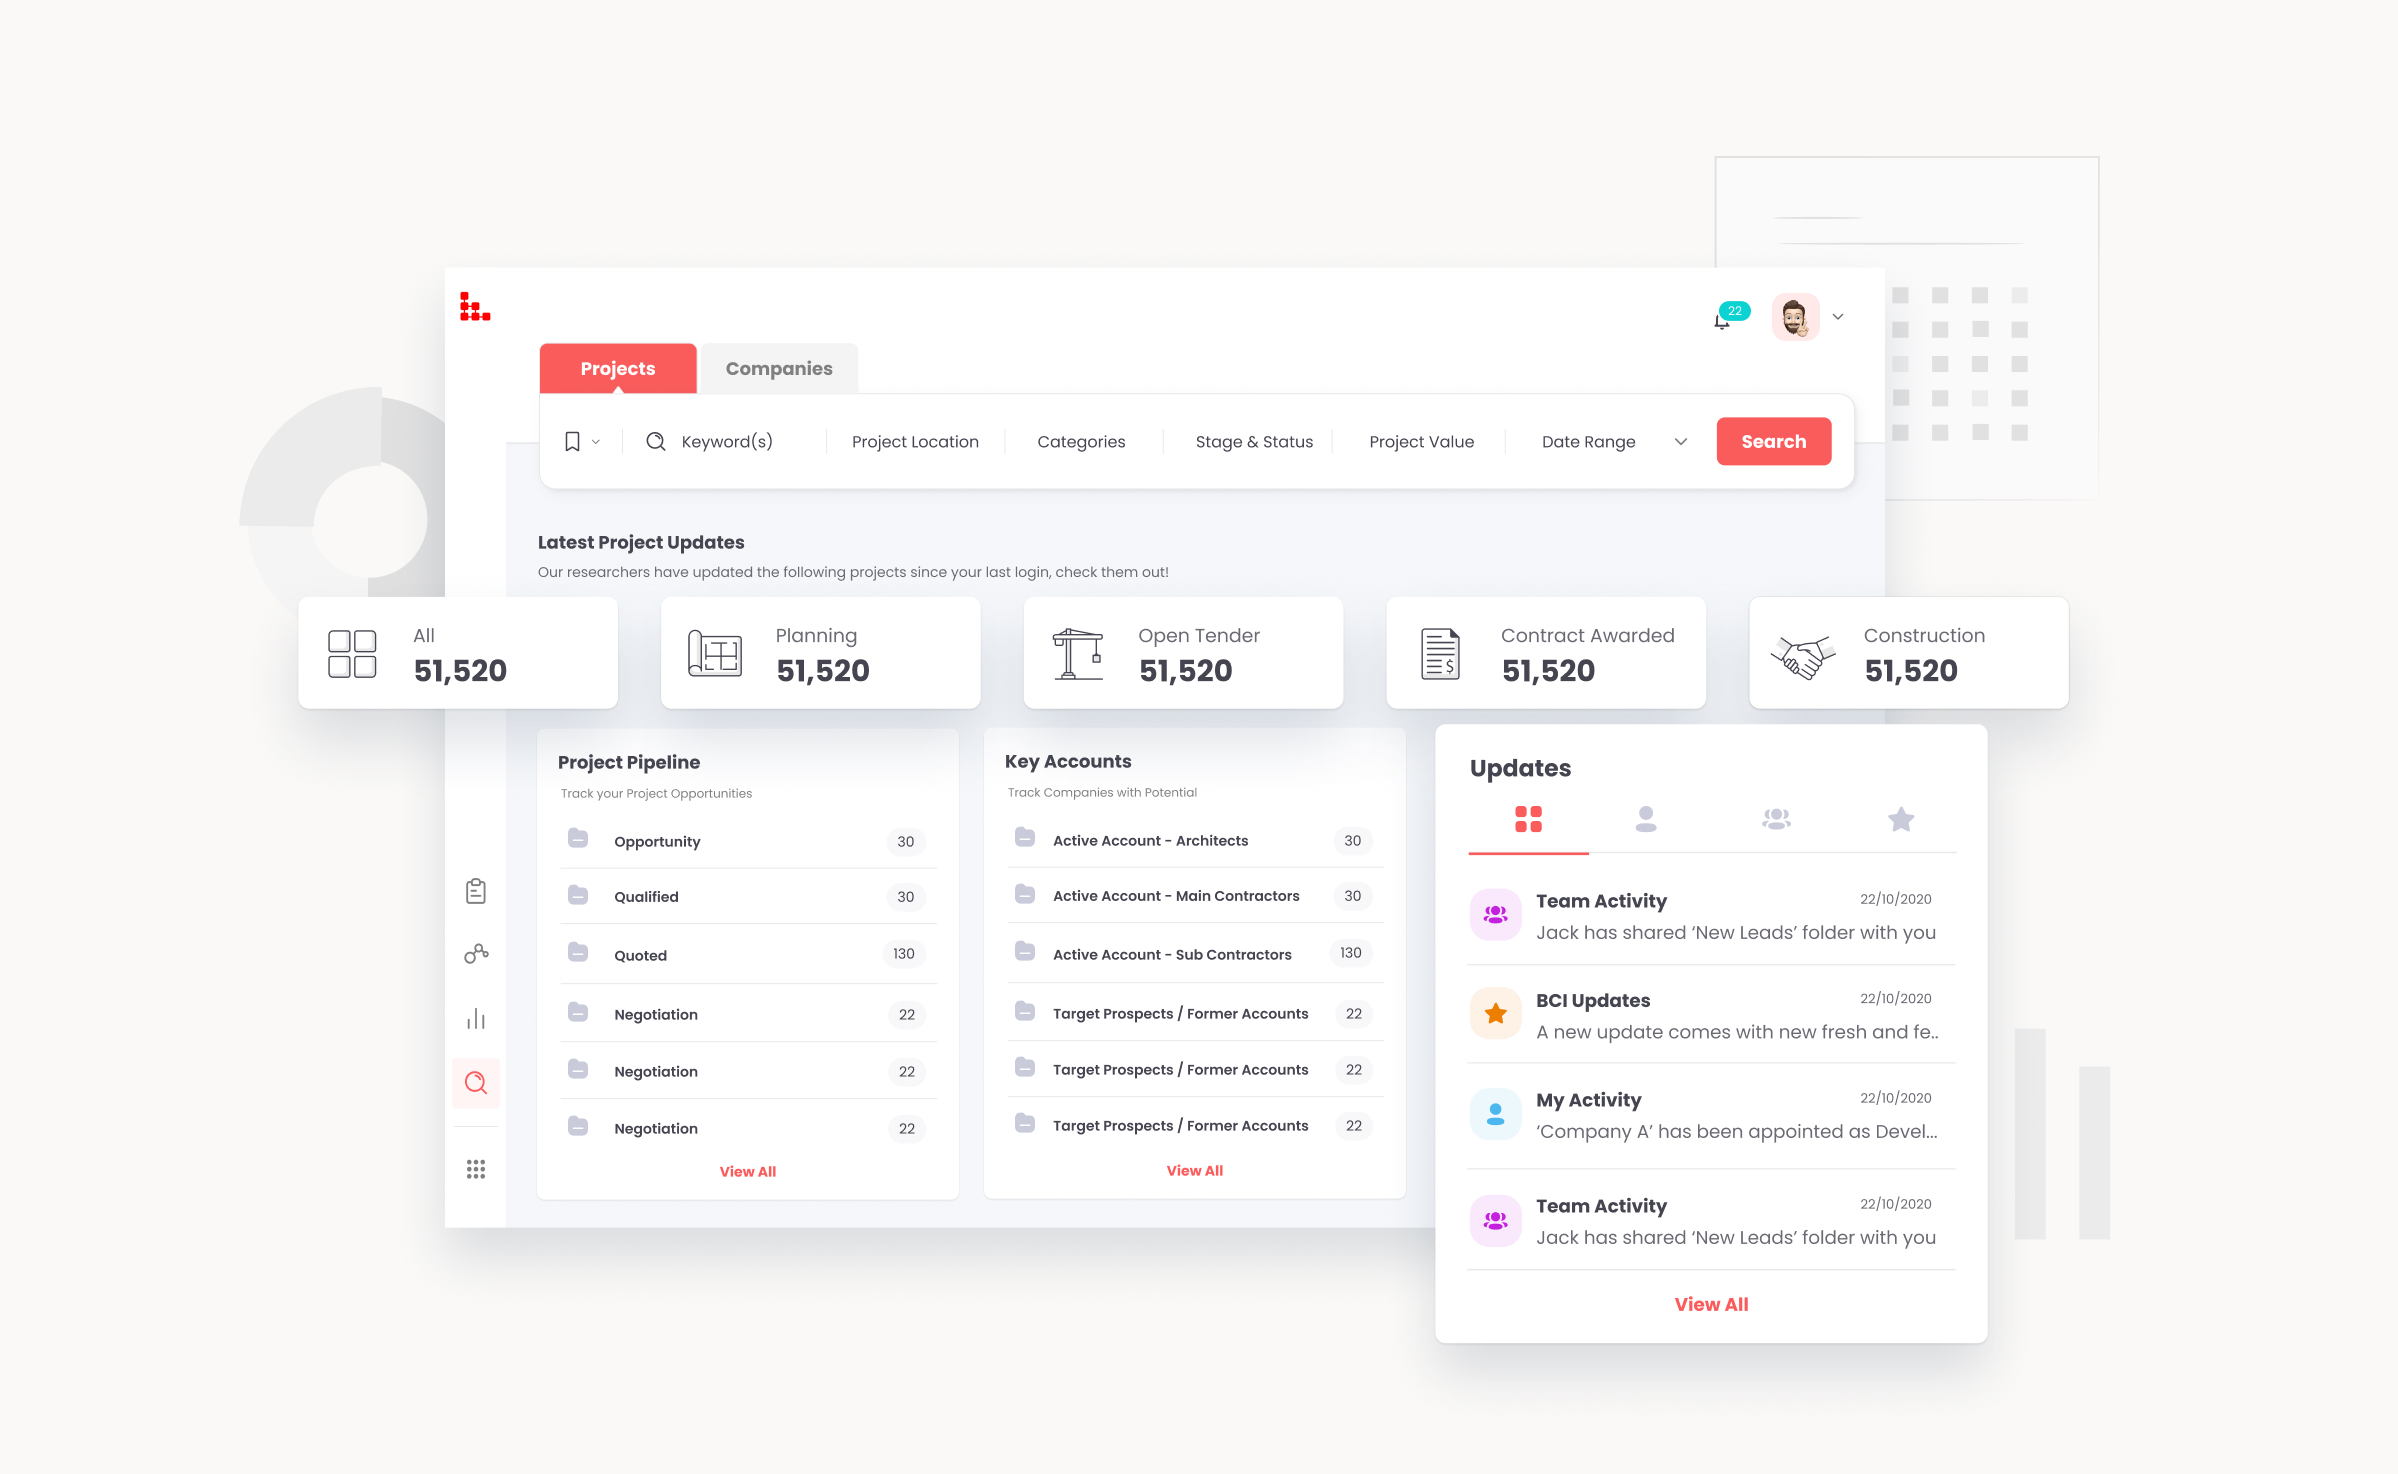 22
Projects
Companies
Keyword(s)
Project Location
Categories
Stage & Status
Project Value
Date Range
Search
Latest Project Updates
Our researchers have updated the following projects since your last login, check them out!
All
51,520
Planning
51,520
Open Tender
51,520
Contract Awarded
51,520
Construction
51,520
Project Pipeline
Track your Project Opportunities
Opportunity
30
Qualified
30
Quoted
130
Negotiation
22
Negotiation
22
Negotiation
22
View All
Key Accounts
Track Companies with Potential
Active Account - Architects
30
Active Account - Main Contractors
30
Active Account - Sub Contractors
130
Target Prospects / Former Accounts
22
Target Prospects / Former Accounts
22
Target Prospects / Former Accounts
22
View All
Updates
Team Activity
22/10/2020
Jack has shared ‘New Leads’ folder with you
BCI Updates
22/10/2020
A new update comes with new fresh and fe..
My Activity
22/10/2020
‘Company A’ has been appointed as Devel...
Team Activity
22/10/2020
Jack has shared ‘New Leads’ folder with you
View All